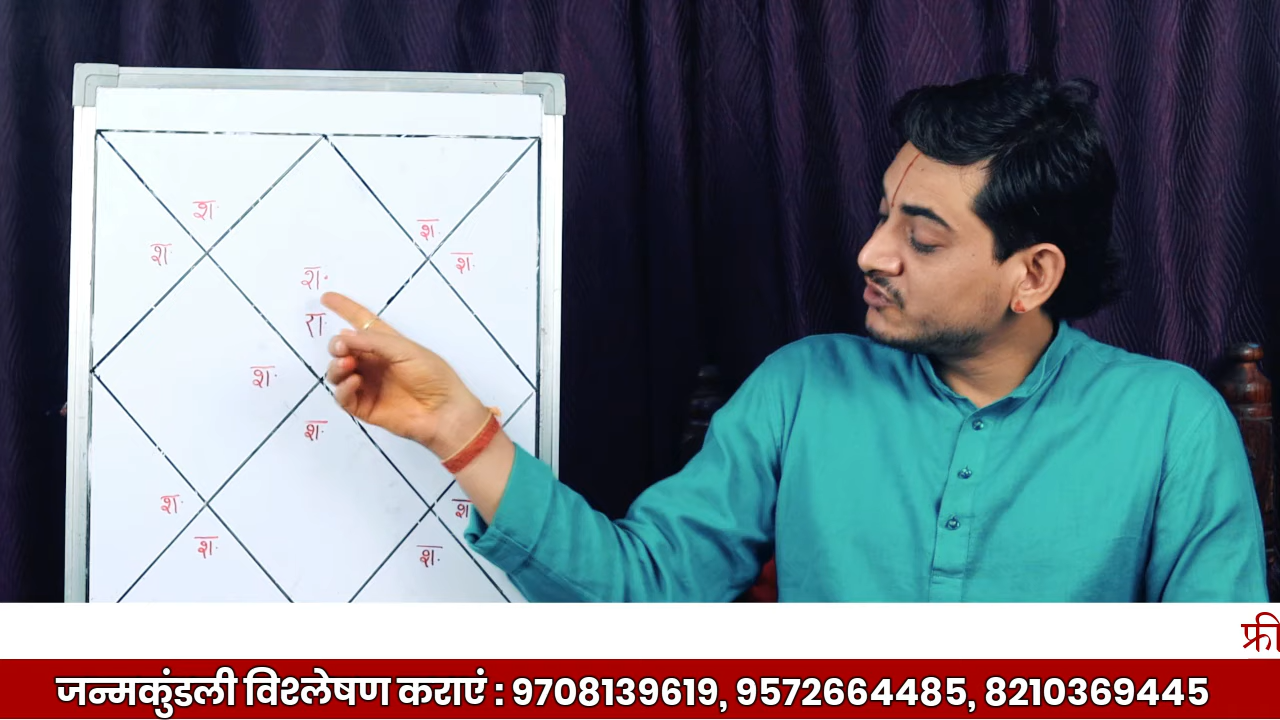 श.
श.
श.
श.
श.
रा.
श.
श.
श.
श
श.
श.
फ्री
जन्मकुंडली विश्लेषण कराएं : 9708139619, 9572664485, 8210369445